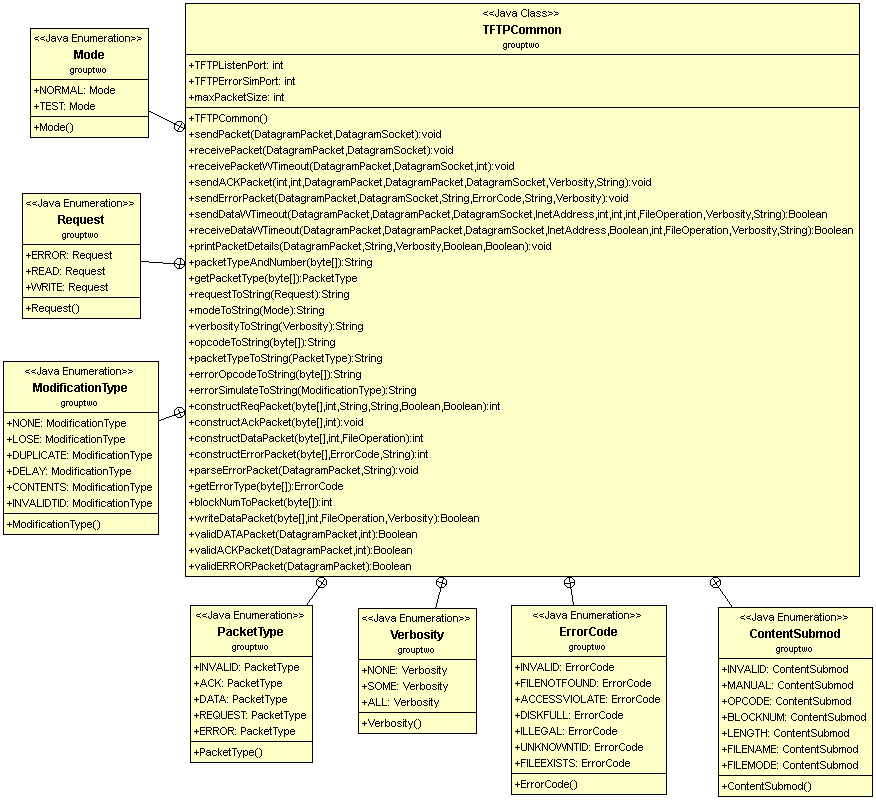 <<Java Class>>
TFTPCommon
grouptwo
+TFTPListenPort: int
+TFTPErrorSimPort: int
+maxPacketSize: int
+TFTPCommon()
+sendPacket(DatagramPacket,DatagramSocket):void
+receivePacket(DatagramPacket,DatagramSocket):void
+receivePacketWTimeout(DatagramPacket,DatagramSocket,int):void
+sendACKPacket(int,int,DatagramPacket,DatagramPacket,DatagramSocket,Verbosity,String):void
+sendErrorPacket(DatagramPacket,DatagramSocket,String,ErrorCode,String,Verbosity):void
+sendDataWTimeout(DatagramPacket,DatagramPacket,DatagramSocket,InetAddress,int,int,int,FileOperation,Verbosity,String):Boolean
+receiveDataWTimeout(DatagramPacket,DatagramPacket,DatagramSocket,InetAddress,Boolean,int,FileOperation,Verbosity,String):Boolean
+printPacketDetails(DatagramPacket,String,Verbosity,Boolean,Boolean):void
+packetTypeAndNumber(byte[]):String
+getPacketType(byte[]):PacketType
+requestToString(Request):String
+modeToString(Mode):String
+verbosityToString(Verbosity):String
+opcodeToString(byte[]):String
+packetTypeToString(PacketType):String
+errorOpcodeToString(byte[]):String
+errorSimulateToString(ModificationType):String
+constructReqPacket(byte[],int,String,String,Boolean,Boolean):int
+constructAckPacket(byte[],int):void
+constructDataPacket(byte[],int,FileOperation):int
+constructErrorPacket(byte[],ErrorCode,String):int
+parseErrorPacket(DatagramPacket,String):void
+getErrorType(byte[]):ErrorCode
+blockNumToPacket(byte[]):int
+writeDataPacket(byte[],int,FileOperation,Verbosity):Boolean
+validDATAPacket(DatagramPacket,int):Boolean
+validACKPacket(DatagramPacket,int):Boolean
+validERRORPacket(DatagramPacket):Boolean
<<Java Enumeration>>
Mode
grouptwo
+NORMAL: Mode
+TEST: Mode
+Mode()
<<Java Enumeration>>
Request
grouptwo
+ERROR: Request
+READ: Request
+WRITE: Request
+Request()
<<Java Enumeration>>
ModificationType
grouptwo
+NONE: ModificationType
+LOSE: ModificationType
+DUPLICATE: ModificationType
+DELAY: ModificationType
+CONTENTS: ModificationType
+INVALIDTID: ModificationType
+ModificationType()
<<Java Enumeration>>
PacketType
grouptwo
+INVALID: PacketType
+ACK: PacketType
+DATA: PacketType
+REQUEST: PacketType
+ERROR: PacketType
+PacketType()
<<Java Enumeration>>
Verbosity
grouptwo
+NONE: Verbosity
+SOME: Verbosity
+ALL: Verbosity
+Verbosity()
<<Java Enumeration>>
ErrorCode
grouptwo
+INVALID: ErrorCode
+FILENOTFOUND: ErrorCode
+ACCESSVIOLATE: ErrorCode
+DISKFULL: ErrorCode
+ILLEGAL: ErrorCode
+UNKNOWNTID: ErrorCode
+FILEEXISTS: ErrorCode
+ErrorCode()
<<Java Enumeration>>
ContentSubmod
grouptwo
+INVALID: ContentSubmod
+MANUAL: ContentSubmod
+OPCODE: ContentSubmod
+BLOCKNUM: ContentSubmod
+LENGTH: ContentSubmod
+FILENAME: ContentSubmod
+FILEMODE: ContentSubmod
+ContentSubmod()